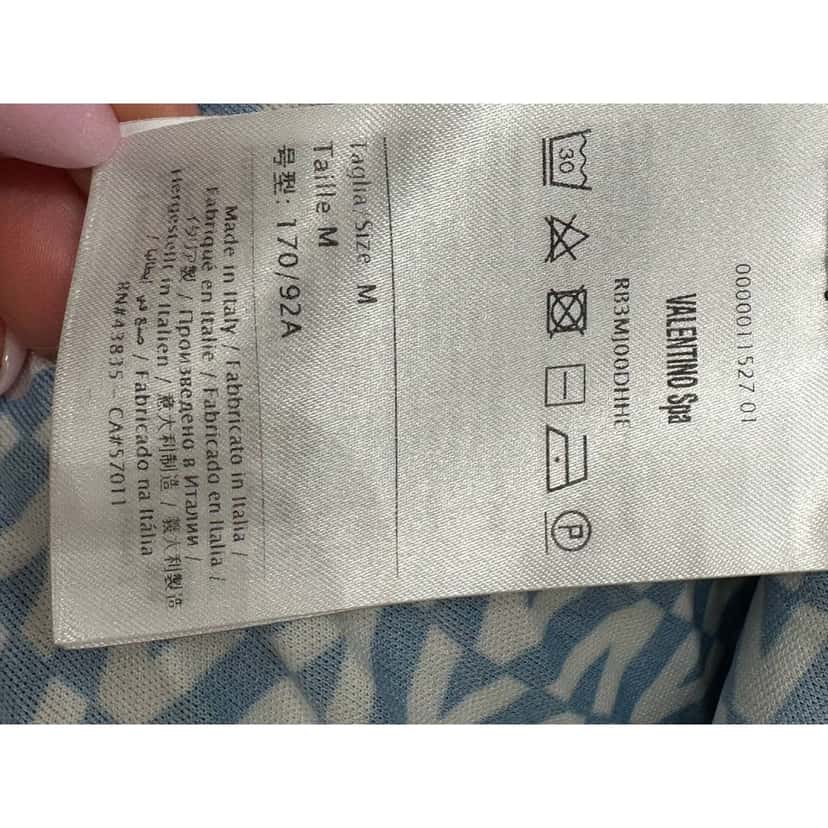 0000011527 01
VALENTINO Spa
RB3MJ00DHHE
30
P
Taglia/Size M
Taille M
号型: 170/92A
Made in Italy / Fabbricato in Italia /
Fabriqué en Italie / Fabricado en Italia /
イタリア製 / Произведено в Италии /
Hergestellt in Italien / 意大利制造 / 義大利製造
/ صنع في إيطاليا / Fabricado na Itália
RN#43835 - CA#57011